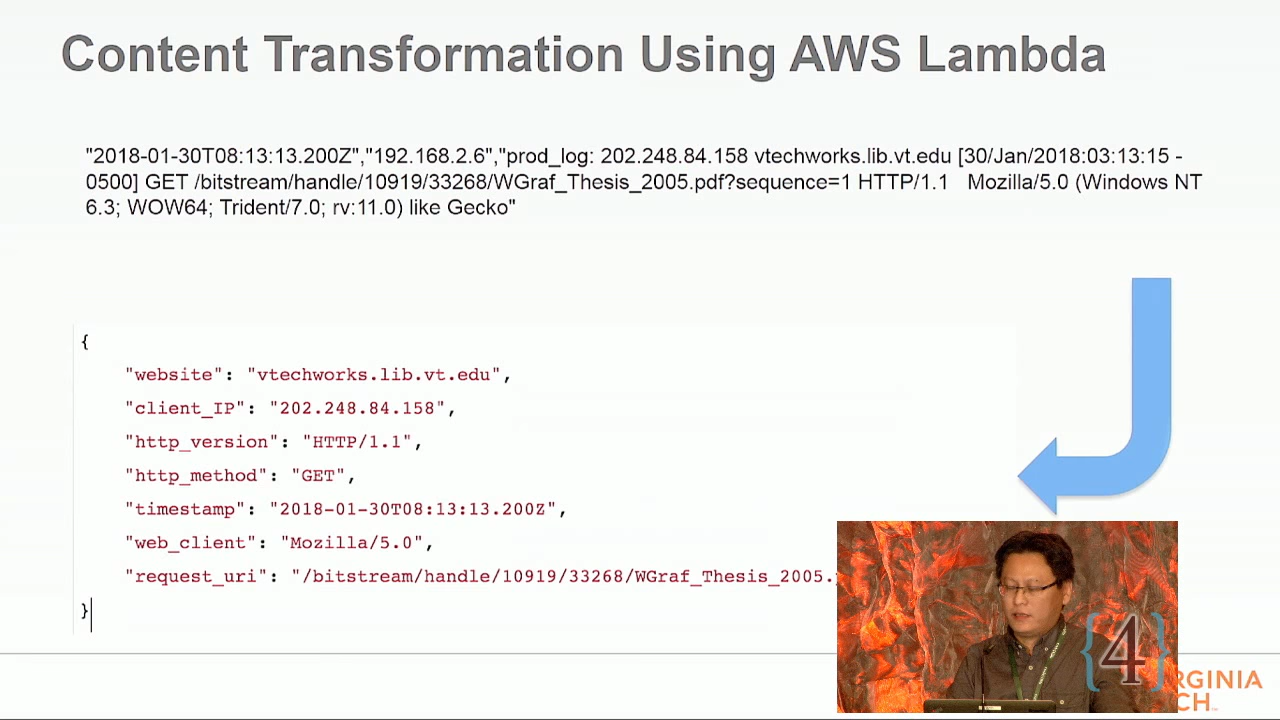 Content Transformation Using AWS Lambda
"2018-01-30T08:13:13.200Z","192.168.2.6","prod_log: 202.248.84.158 vtechworks.lib.vt.edu [30/Jan/2018:03:13:15 -
0500] GET /bitstream/handle/10919/33268/WGraf_Thesis_2005.pdf?sequence=1 HTTP/1.1 Mozilla/5.0 (Windows NT
6.3; WOW64; Trident/7.0; rv:11.0) like Gecko"
{
"website": "vtechworks.lib.vt.edu",
"client_IP": "202.248.84.158",
"http_version": "HTTP/1.1",
"http_method": "GET",
"timestamp": "2018-01-30T08:13:13.200Z",
"web_client": "Mozilla/5.0",
"request_uri": "/bitstream/handle/10919/33268/WGraf_Thesis_2005.
}
{4}
RGINIA
CH